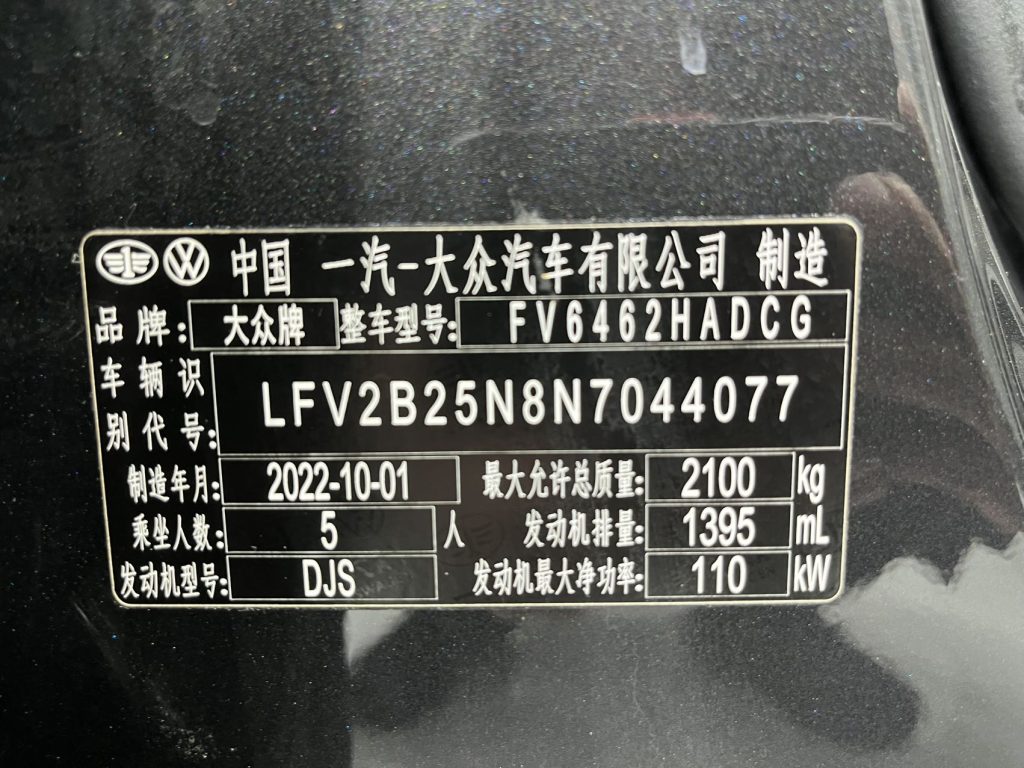 中国 一汽-大众汽车有限公司 制造
品牌: 大众牌 整车型号: FV6462HADCG
车辆识
别代号: LFV2B25N8N7044077
制造年月: 2022-10-01 最大允许总质量: 2100 kg
乘坐人数: 5 人 发动机排量: 1395 mL
发动机型号: DJS 发动机最大净功率: 110 kW